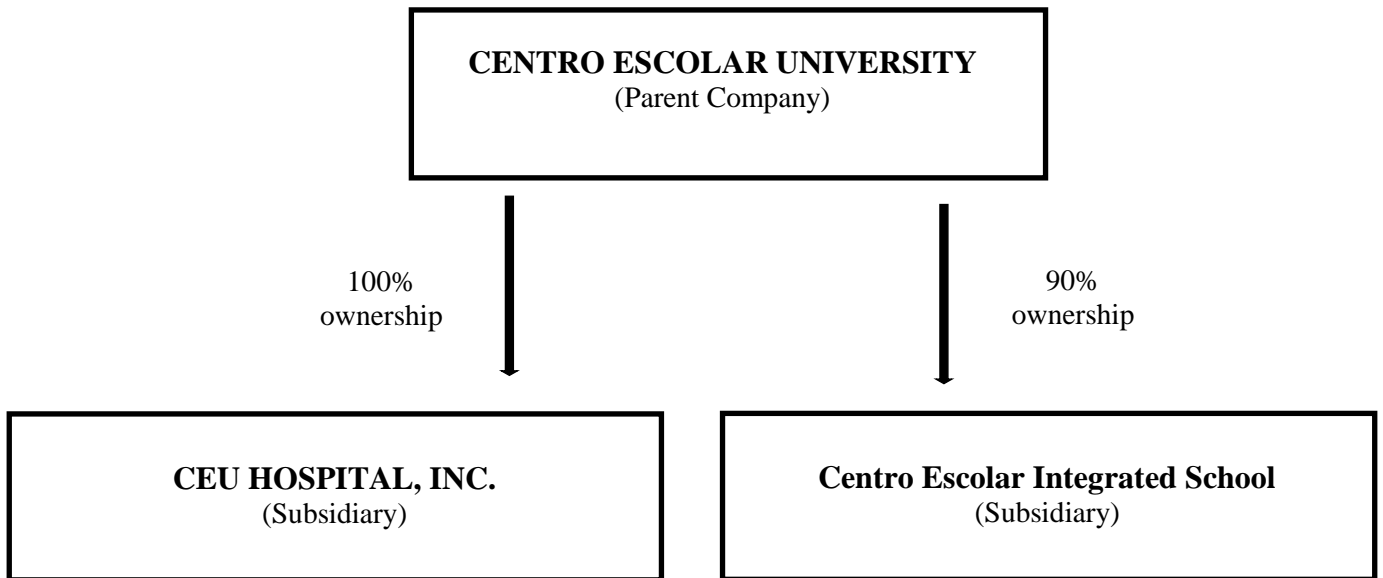 CENTRO ESCOLAR UNIVERSITY
(Parent Company)
100%
ownership
90%
ownership
CEU HOSPITAL, INC.
(Subsidiary)
Centro Escolar Integrated School
(Subsidiary)